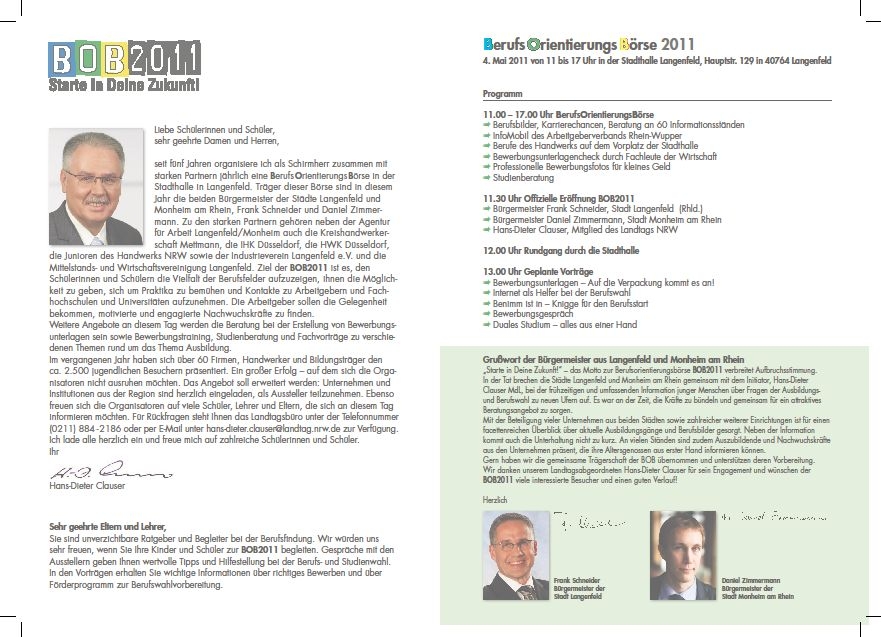 BOB2011
Starte in Deine Zukunft!
Liebe Schülerinnen und Schüler,
sehr geehrte Damen und Herren,
seit fünf Jahren organisiere ich als Schirmherr zusammen mit
starken Partnern jährlich eine BerufsOrientierungsBörse in der
Stadthalle in Langenfeld. Träger dieser Börse sind in diesem
Jahr die beiden Bürgermeister der Städte Langenfeld und
Monheim am Rhein, Frank Schneider und Daniel Zimmer-
mann. Zu den starken Partnern gehören neben der Agentur
für Arbeit Langenfeld/Monheim auch die Kreishandwerker-
schaft Mettmann, die IHK Düsseldorf, die HWK Düsseldorf,
die Junioren des Handwerks NRW sowie der Industrieverein Langenfeld e.V. und die
Mittelstands- und Wirtschaftsvereinigung Langenfeld. Ziel der BOB2011 ist es, den
Schülerinnen und Schülern die Vielfalt der Berufsfelder aufzuzeigen, ihnen die Möglich-
keit zu geben, sich um Praktika zu bemühen und Kontakte zu Arbeitgebern und Fach-
hochschulen und Universitäten aufzunehmen. Die Arbeitgeber sollen die Gelegenheit
bekommen, motivierte und engagierte Nachwuchskräfte zu finden.
Weitere Angebote an diesem Tag werden die Beratung bei der Erstellung von Bewerbungs-
unterlagen sein sowie Bewerbungstraining, Studienberatung und Fachvorträge zu verschie-
denen Themen rund um das Thema Ausbildung.
Im vergangenen Jahr haben sich über 60 Firmen, Handwerker und Bildungsträger den
ca. 2.500 jugendlichen Besuchern präsentiert. Ein großer Erfolg – auf dem sich die Orga-
nisatoren nicht ausruhen möchten. Das Angebot soll erweitert werden: Unternehmen und
Institutionen aus der Region sind herzlich eingeladen, als Aussteller teilzunehmen. Ebenso
freuen sich die Organisatoren auf viele Schüler, Lehrer und Eltern, die sich an diesem Tag
informieren möchten. Für Rückfragen steht Ihnen das Landtagsbüro unter der Telefonnummer
(0211) 884-2186 oder per E-Mail unter hans-dieter.clauser@landtag.nrw.de zur Verfügung.
Ich lade alle herzlich ein und freue mich auf zahlreiche Schülerinnen und Schüler.
Ihr
Hans-Dieter Clauser
Sehr geehrte Eltern und Lehrer,
Sie sind unverzichtbare Ratgeber und Begleiter bei der Berufsfindung. Wir würden uns
sehr freuen, wenn Sie Ihre Kinder und Schüler zur BOB2011 begleiten. Gespräche mit den
Ausstellern geben Ihnen wertvolle Tipps und Hilfestellung bei der Berufs- und Studienwahl.
In den Vorträgen erhalten Sie wichtige Informationen über richtiges Bewerben und über
Förderprogramm zur Berufswahlvorbereitung.
BerufsOrientierungsBörse 2011
4. Mai 2011 von 11 bis 17 Uhr in der Stadthalle Langenfeld, Hauptstr. 129 in 40764 Langenfeld
Programm
11.00 – 17.00 Uhr BerufsOrientierungsBörse
➡ Berufsbilder, Karrierechancen, Beratung an 60 Informationsständen
➡ InfoMobil des Arbeitgeberverbands Rhein-Wupper
➡ Berufe des Handwerks auf dem Vorplatz der Stadthalle
➡ Bewerbungsunterlagencheck durch Fachleute der Wirtschaft
➡ Professionelle Bewerbungsfotos für kleines Geld
➡ Studienberatung
11.30 Uhr Offizielle Eröffnung BOB2011
➡ Bürgermeister Frank Schneider, Stadt Langenfeld (Rhld.)
➡ Bürgermeister Daniel Zimmermann, Stadt Monheim am Rhein
➡ Hans-Dieter Clauser, Mitglied des Landtags NRW
12.00 Uhr Rundgang durch die Stadthalle
13.00 Uhr Geplante Vorträge
➡ Bewerbungsunterlagen – Auf die Verpackung kommt es an!
➡ Internet als Helfer bei der Berufswahl
➡ Benimm ist in – Knigge für den Berufsstart
➡ Bewerbungsgespräch
➡ Duales Studium – alles aus einer Hand
Grußwort der Bürgermeister aus Langenfeld und Monheim am Rhein
„Starte in Deine Zukunft!“ – das Motto zur Berufsorientierungsbörse BOB2011 verbreitet Aufbruchsstimmung.
In der Tat brechen die Städte Langenfeld und Monheim am Rhein gemeinsam mit dem Initiator, Hans-Dieter
Clauser MdL, bei der frühzeitigen und umfassenden Information junger Menschen über Fragen der Ausbildungs-
und Berufswahl zu neuen Ufern auf. Es war an der Zeit, die Kräfte zu bündeln und gemeinsam für ein attraktives
Beratungsangebot zu sorgen.
Mit der Beteiligung vieler Unternehmen aus beiden Städten sowie zahlreicher weiterer Einrichtungen ist für einen
facettenreichen Überblick über aktuelle Ausbildungsgänge und Berufsbilder gesorgt. Neben der Information
kommt auch die Unterhaltung nicht zu kurz. An vielen Ständen sind zudem Auszubildende und Nachwuchskräfte
aus den Unternehmen präsent, die ihre Altersgenossen aus erster Hand informieren können.
Gern haben wir die gemeinsame Trägerschaft der BOB übernommen und unterstützen deren Vorbereitung.
Wir danken unserem Landtagsabgeordneten Hans-Dieter Clauser für sein Engagement und wünschen der
BOB2011 viele interessierte Besucher und einen guten Verlauf!
Herzlich
Frank Schneider
Bürgermeister der
Stadt Langenfeld
Daniel Zimmermann
Bürgermeister der
Stadt Monheim am Rhein